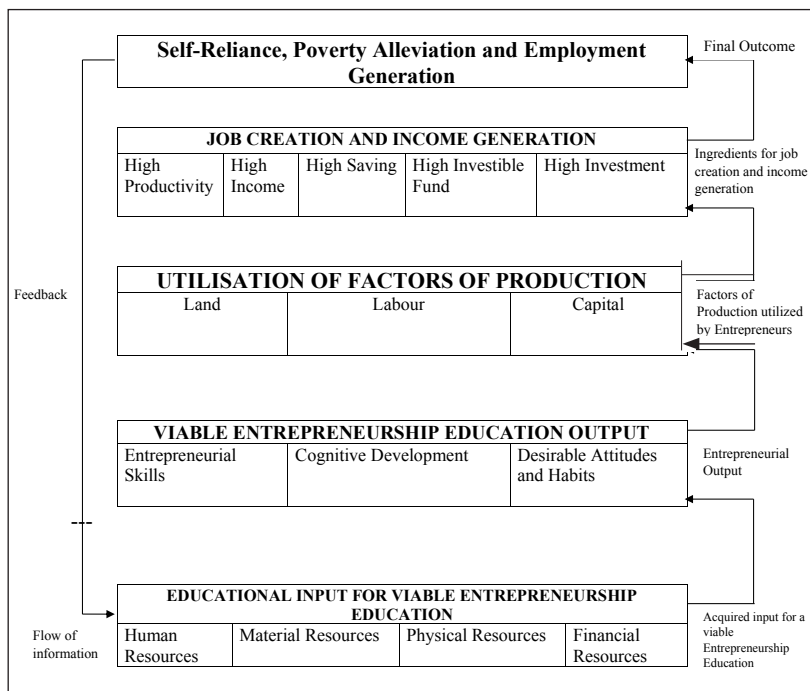 Self-Reliance, Poverty Alleviation and Employment
Generation
Final Outcome
JOB CREATION AND INCOME GENERATION
High
Productivity
High
Income
High Saving
High Investible
Fund
High Investment
Ingredients for job
creation and income
generation
Feedback
UTILISATION OF FACTORS OF PRODUCTION
Land
Labour
Capital
Factors of
Production utilized
by Entrepreneurs
VIABLE ENTREPRENEURSHIP EDUCATION OUTPUT
Entrepreneurial
Skills
Cognitive Development
Desirable Attitudes
and Habits
Entrepreneurial
Output
EDUCATIONAL INPUT FOR VIABLE ENTREPRENEURSHIP
EDUCATION
Human
Resources
Material Resources
Physical Resources
Financial
Resources
Flow of
information
Acquired input for a
viable
Entrepreneurship
Education